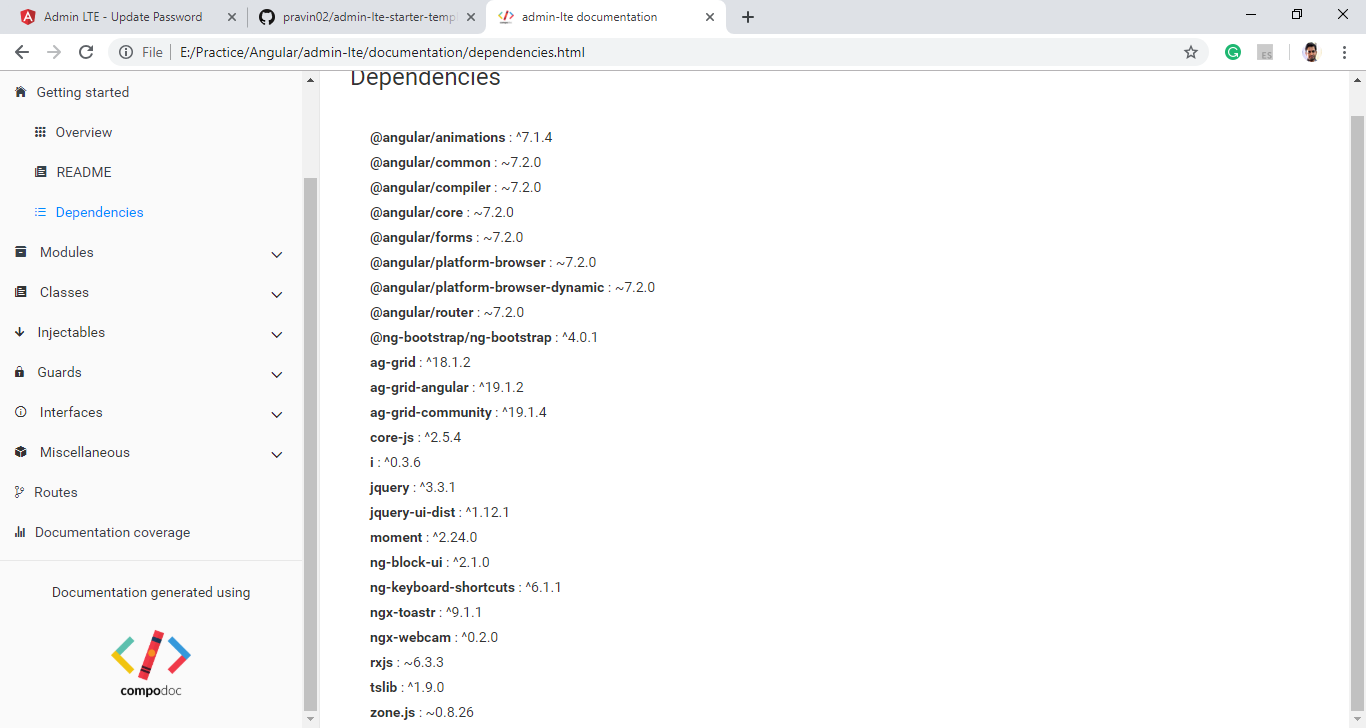 Admin LTE - Update Password
pravin02/admin-lte-starter-temp
admin-lte documentation
File
E:/Practice/Angular/admin-lte/documentation/dependencies.html
ES
Getting started
Overview
README
Dependencies
Modules
Classes
Injectables
Guards
Interfaces
Miscellaneous
Routes
Documentation coverage
Documentation generated using
compodoc
Dependencies
@angular/animations : ^7.1.4
@angular/common : ~7.2.0
@angular/compiler : ~7.2.0
@angular/core : ~7.2.0
@angular/forms : ~7.2.0
@angular/platform-browser : ~7.2.0
@angular/platform-browser-dynamic : ~7.2.0
@angular/router : ~7.2.0
@ng-bootstrap/ng-bootstrap : ^4.0.1
ag-grid : ^18.1.2
ag-grid-angular : ^19.1.2
ag-grid-community : ^19.1.4
core-js : ^2.5.4
i : ^0.3.6
jquery : ^3.3.1
jquery-ui-dist : ^1.12.1
moment : ^2.24.0
ng-block-ui : ^2.1.0
ng-keyboard-shortcuts : ^6.1.1
ngx-toastr : ^9.1.1
ngx-webcam : ^0.2.0
rxjs : ~6.3.3
tslib : ^1.9.0
zone.js : ~0.8.26